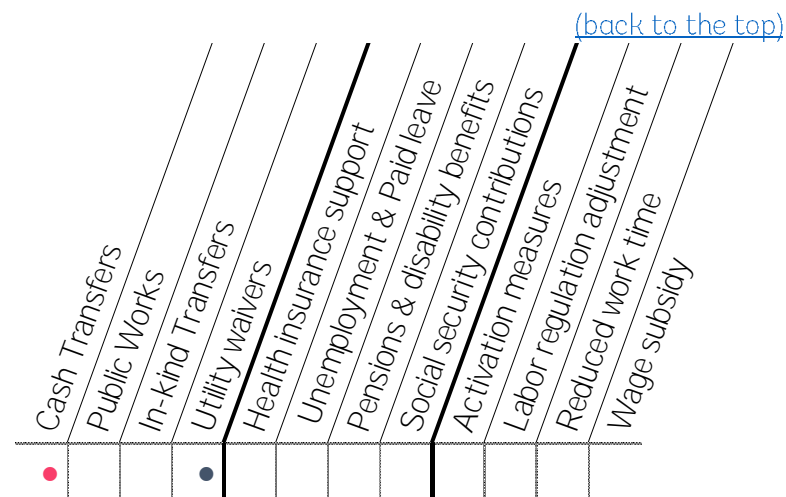 (back to the top)
Cash Transfers
Public Works
In-kind Transfers
Utility waivers
Health insurance support
Unemployment & Paid leave
Pensions & disability benefits
Social security contributions
Activation measures
Labor regulation adjustment
Reduced work time
Wage subsidy